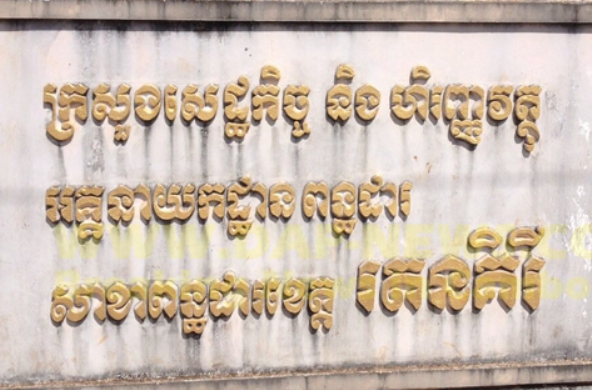 ក្រសួងសេដ្ឋកិច្ច និង ហិរញ្ញវត្ថុ
អគ្គនាយកដ្ឋាន ពន្ធដារ
សាខាពន្ធដារខេត្ត រតនគិរី